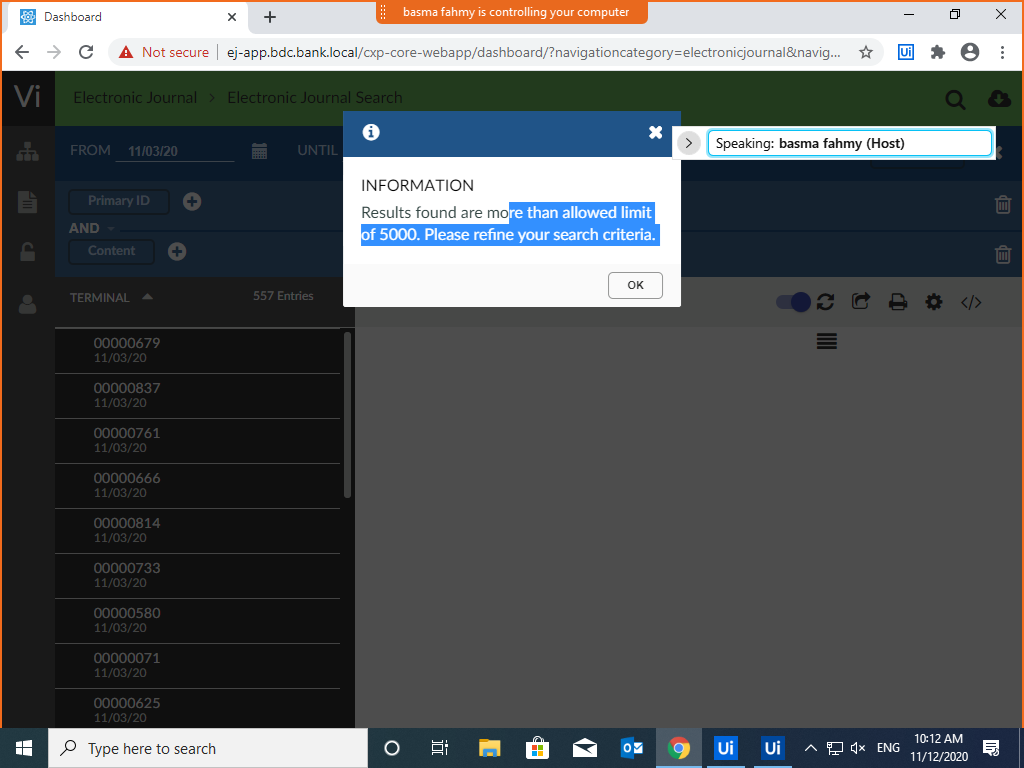 Dashboard
basma fahmy is controlling your computer
Not secure
ej-app.bdc.bank.local/cxp-core-webapp/dashboard/?navigationcategory=electronicjournal&navig...
Ui
Vi
Electronic Journal > Electronic Journal Search
FROM 11/03/20 UNTIL
Speaking: basma fahmy (Host)
INFORMATION
Results found are more than allowed limit
of 5000. Please refine your search criteria.
OK
Primary ID
AND
Content
TERMINAL 557 Entries
</>
00000679
11/03/20
00000837
11/03/20
00000761
11/03/20
00000666
11/03/20
00000814
11/03/20
00000733
11/03/20
00000580
11/03/20
00000071
11/03/20
00000625
11/03/20
Type here to search
Ui
Ui
ENG
10:12 AM
11/12/2020